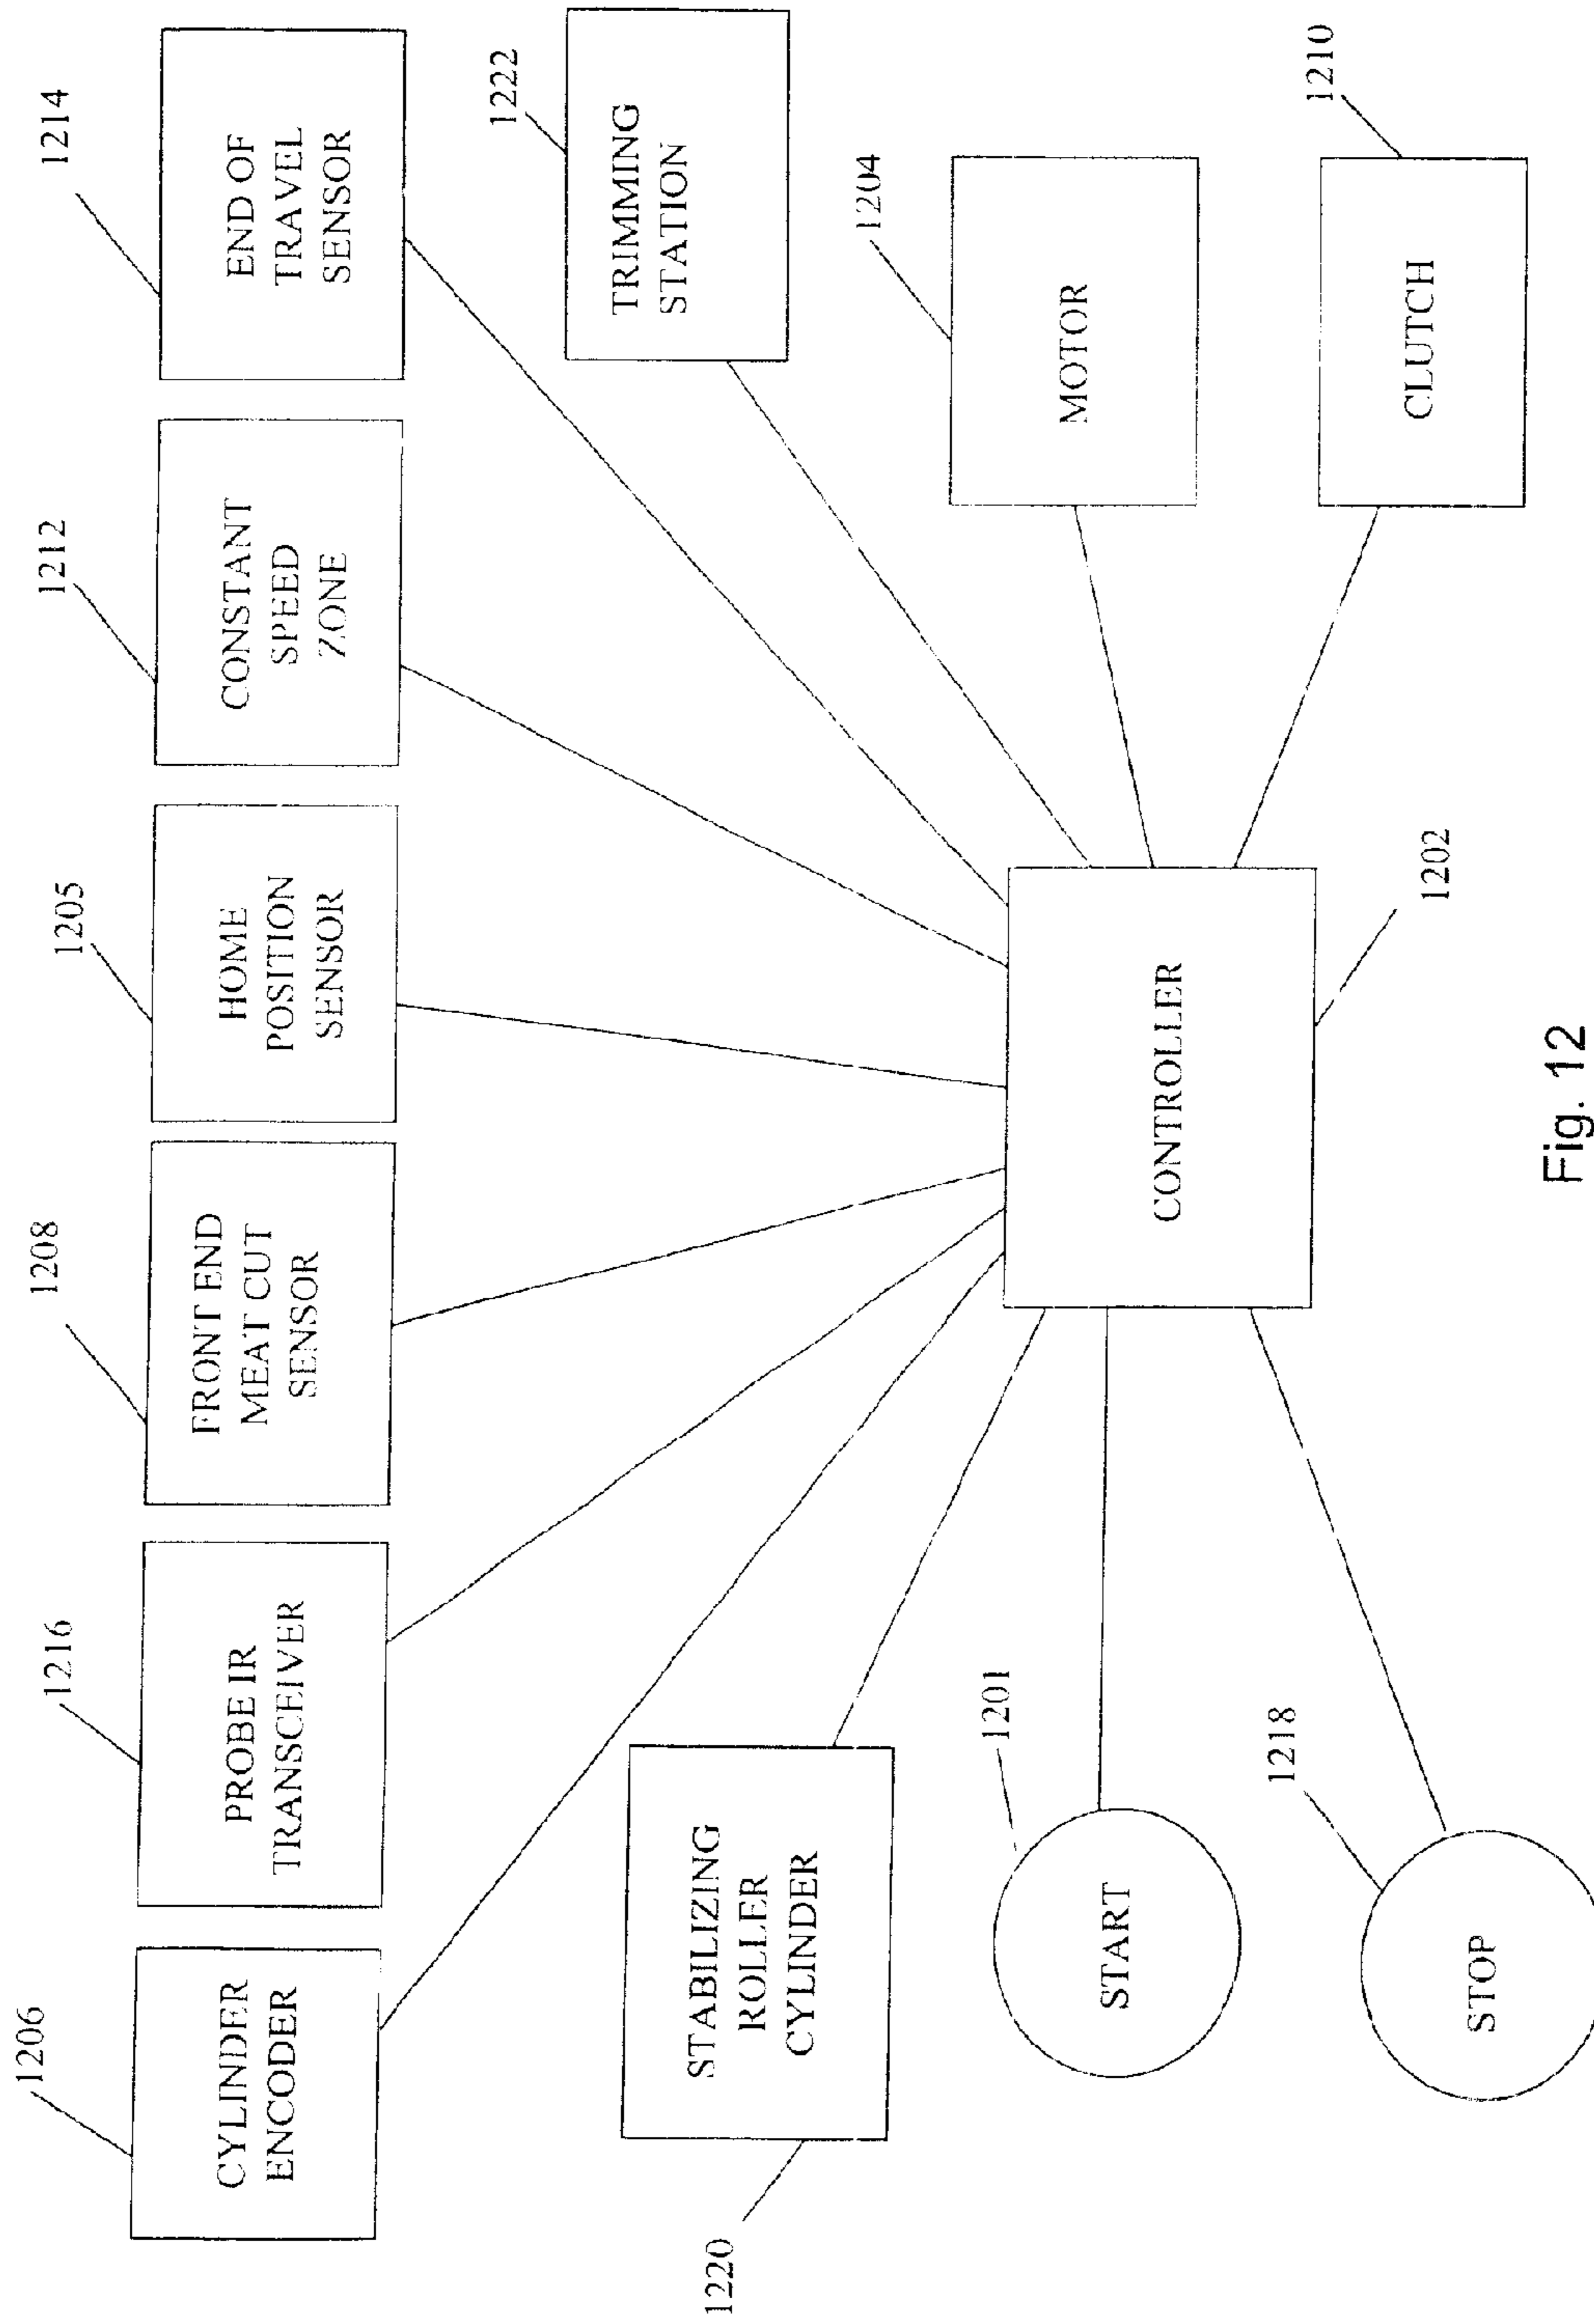 1206
CYLINDER
ENCODER
1216
PROBE IR
TRANSCEIVER
1208
FRONT END
MEAT CUT
SENSOR
1205
HOME
POSITION
SENSOR
1212
CONSTANT
SPEED
ZONE
1214
END OF
TRAVEL
SENSOR
1220
STABILIZING
ROLLER
CYLINDER
1222
TRIMMING
STATION
1201
START
1204
MOTOR
CONTROLLER
1202
1218
STOP
CLUTCH
1210
Fig. 12